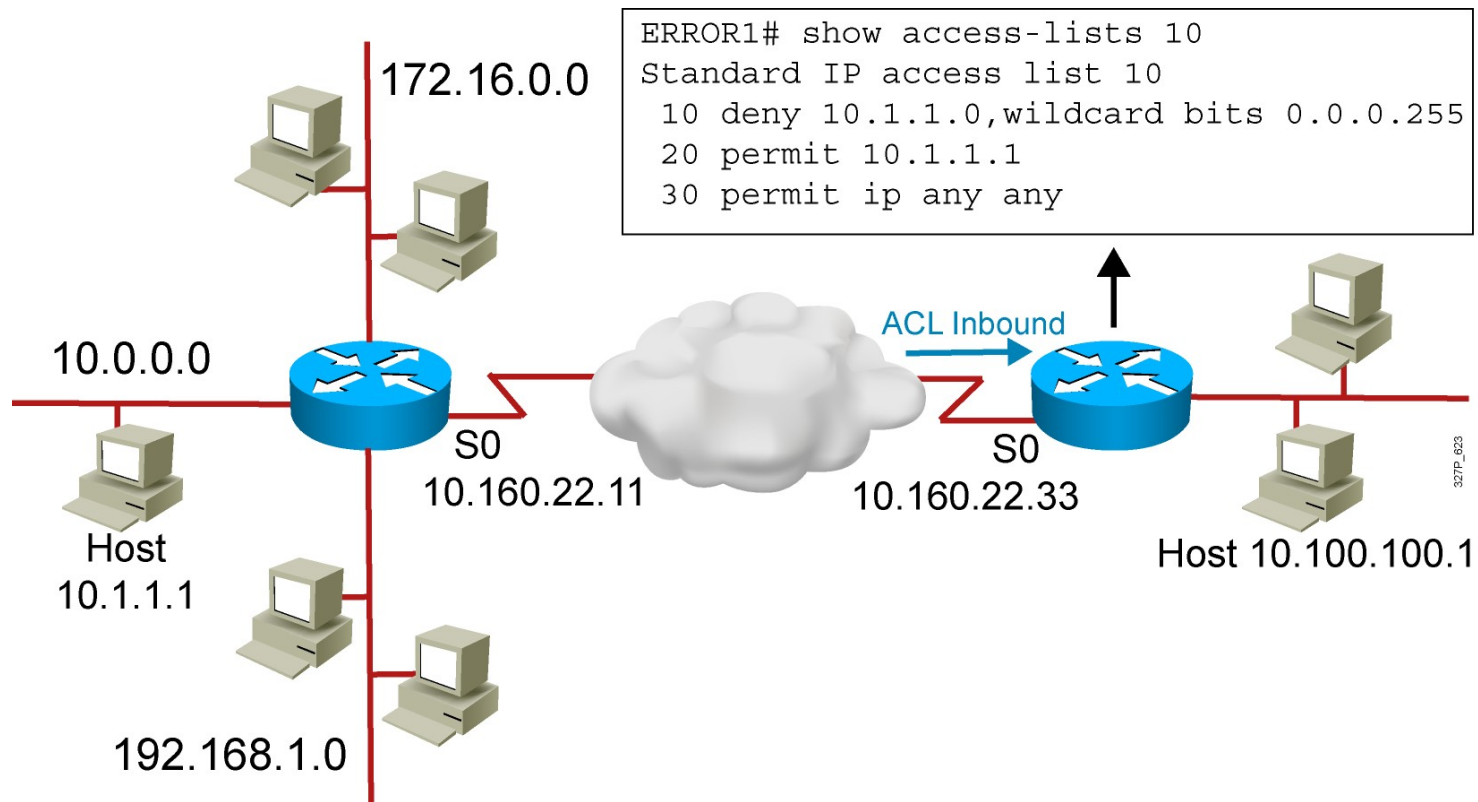 ERROR1# show access-lists 10
Standard IP access list 10
10 deny 10.1.1.0,wildcard bits 0.0.0.255
20 permit 10.1.1.1
30 permit ip any any
172.16.0.0
10.0.0.0
ACL Inbound
S0
10.160.22.11
S0
10.160.22.33
Host
10.1.1.1
Host 10.100.100.1
327P_623
192.168.1.0